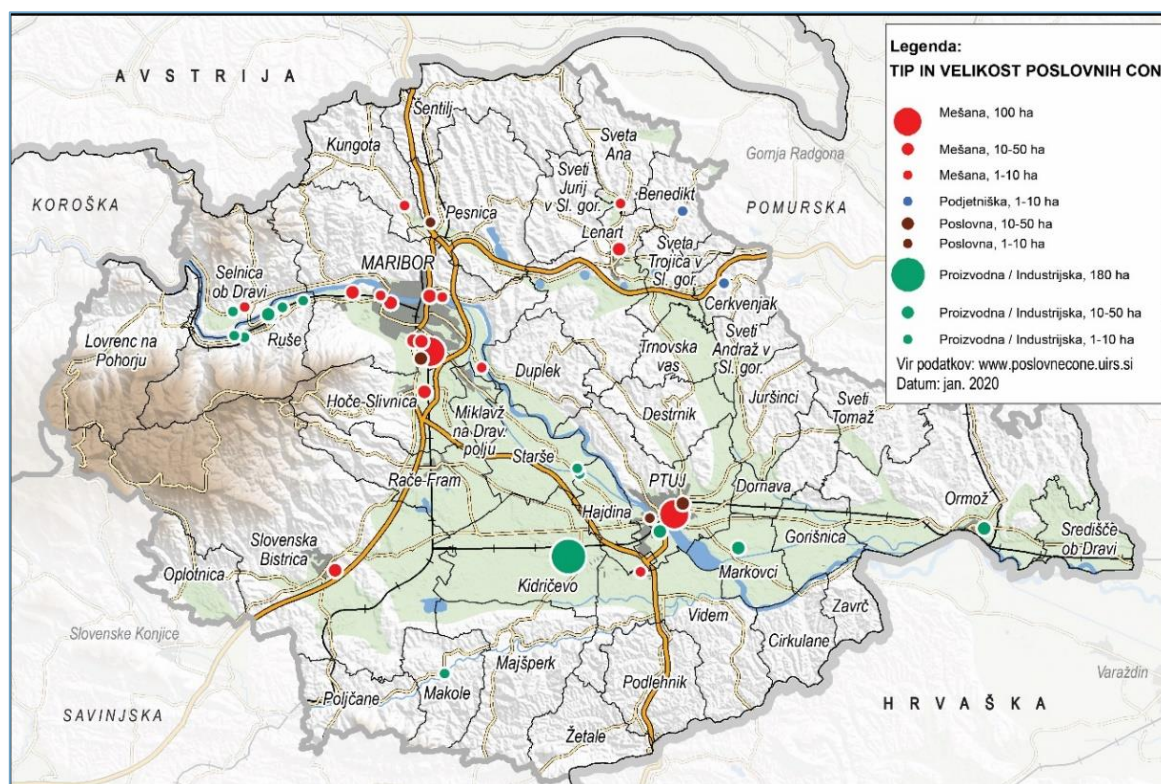 AVSTRIJA
KOROŠKA
POMURSKA
SAVINJSKA
HRVAŠKA
Gornja Radgona
Slovenske Konjice
Varaždin
Šentilj
Kungota
Sveta
Ana
Sveti
Jurij
v Sl. gor.
Benedikt
Pesnica
Lenart
Sveta
Trojica v
Sl. gor.
MARIBOR
Selnica
ob Dravi
Cerkvenjak
Lovrenc na
Pohorju
Ruše
Trnovska
vas
Sveti
Andraž v
Sl. gor.
Duplek
Hoče-Slivnica
Miklavž
na Drav.
polju
Destrnik
Juršinci
Sveti
Tomaž
Starše
Rače-Fram
PTUJ
Dornava
Ormož
Hajdina
Gorišnica
Središče
ob Dravi
Slovenska
Bistrica
Oplotnica
Kidričevo
Markovci
Videm
Zavrč
Cirkulane
Majšperk
Podlehnik
Poljčane
Makole
Žetale
Legenda:
TIP IN VELIKOST POSLOVNIH CON
Mešana, 100 ha
Mešana, 10-50 ha
Mešana, 1-10 ha
Podjetniška, 1-10 ha
Poslovna, 10-50 ha
Poslovna, 1-10 ha
Proizvodna / Industrijska, 180 ha
Proizvodna / Industrijska, 10-50 ha
Proizvodna / Industrijska, 1-10 ha
Vir podatkov: www.poslovnecone.uirs.si
Datum: jan. 2020